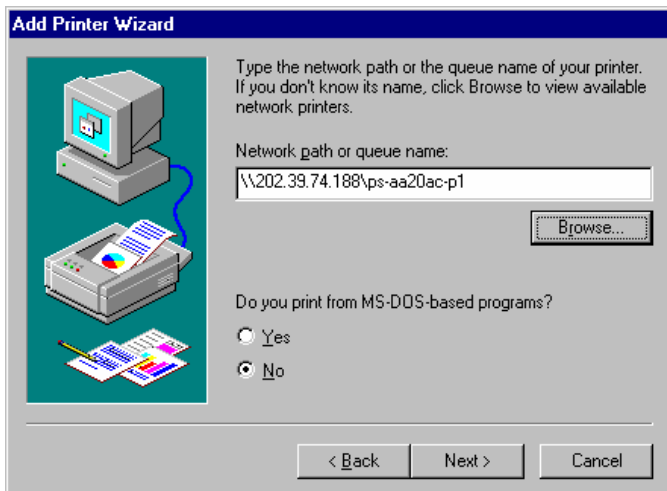 Add Printer Wizard
Type the network path or the queue name of your printer.
If you don't know its name, click Browse to view available
network printers.
Network path or queue name:
\\202.39.74.188\ps-aa20ac-p1
Browse...
Do you print from MS-DOS-based programs?
Yes
No
< Back
Next >
Cancel